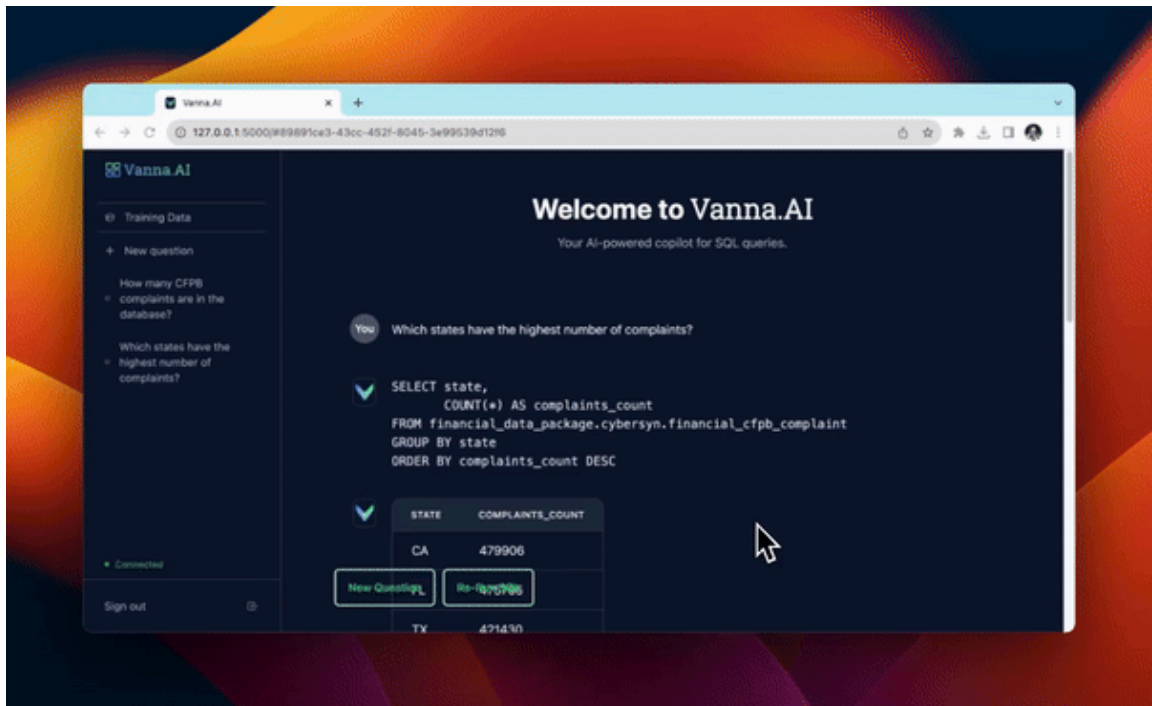 Vanna.AI
127.0.0.1:5000/#89891ce3-43cc-452f-8045-3e99539d12f6
Vanna.AI
Training Data
New question
How many CFPB
complaints are in the
database?
Which states have the
highest number of
complaints?
Connected
Sign out
Welcome to Vanna.AI
Your AI-powered copilot for SQL queries.
You
Which states have the highest number of complaints?
SELECT state,
COUNT(*) AS complaints_count
FROM financial_data_package.cybersyn.financial_cfpb_complaint
GROUP BY state
ORDER BY complaints_count DESC
STATE COMPLAINTS_COUNT
CA 479906
New Question
FL
TX 421430